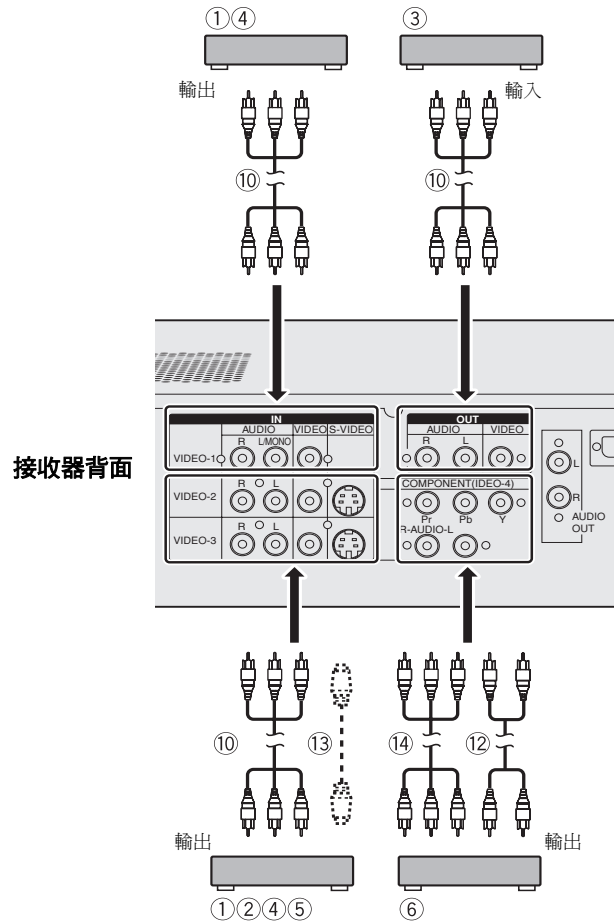 ①④
③
輸出
輸入
⑩
⑩
接收器背面
IN
AUDIO VIDEO S-VIDEO
R L/MONO
VIDEO-1
OUT
AUDIO VIDEO
R L
VIDEO-2
R L
VIDEO-3
R L
COMPONENT(IDEO-4)
Pr Pb Y
R-AUDIO-L
L
R
AUDIO
OUT
⑩
⑬
⑭
⑫
輸出
輸出
①②④⑤
⑥